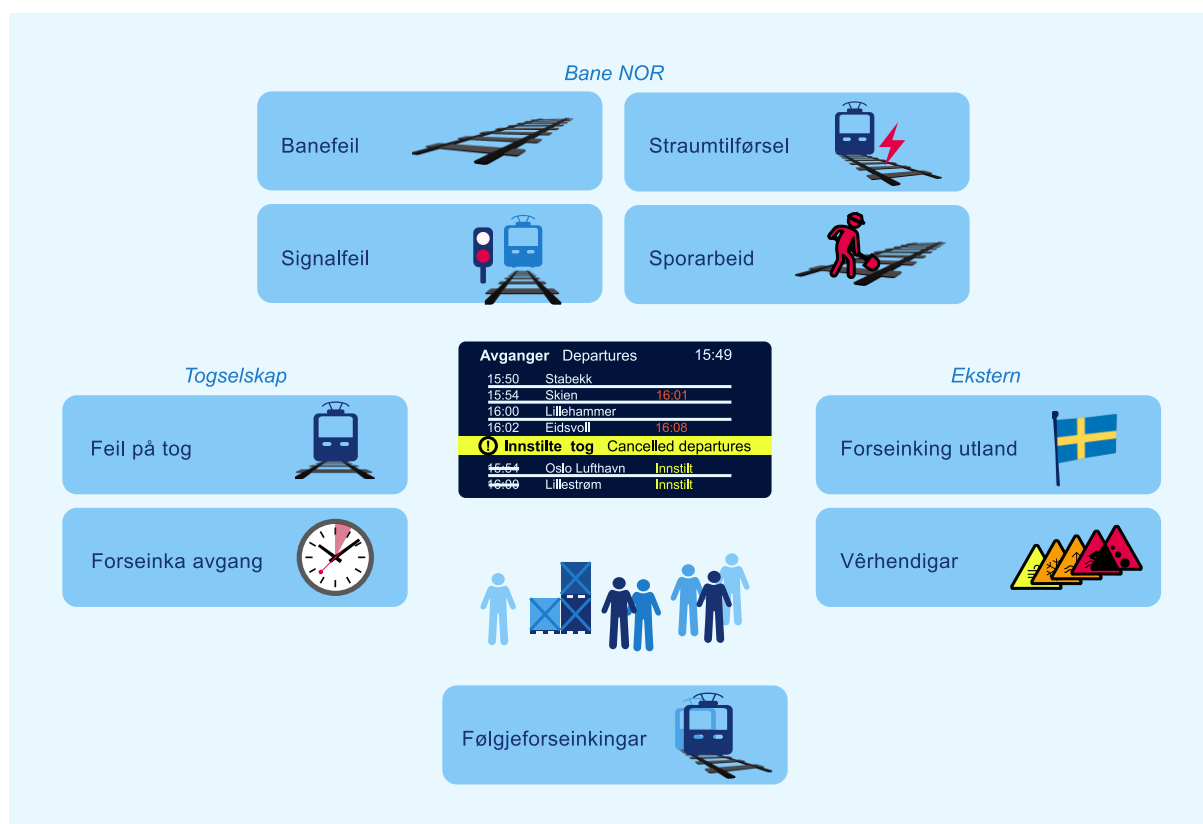 Bane NOR
Banefeil
Straumtilførsel
Signalfeil
Sporarbeid
Togselskap
Feil på tog
Forseinka avgang
Avganger Departures 15:49
15:50 Stabekk
15:54 Skien 16:01
16:00 Lillehammer
16:02 Eidsvoll 16:08
! Innstilte tog Cancelled departures
15:54 Oslo Lufthavn Innstilt
16:00 Lillestrøm Innstilt
Ekstern
Forseinking utland
Vêrhendigar
Følgjeforseinkingar